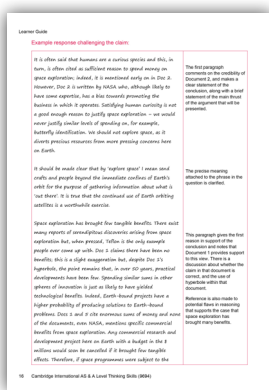 Learner Guide
Example response challenging the claim:
It is often said that humans are a curious species and this, in
turn, is often cited as sufficient reason to spend money on
space exploration; indeed, it is mentioned early on in Doc 2.
However, Doc 2 is written by NASA who, although likely to
have some expertise, has a bias towards promoting the
business in which it operates. Satisfying human curiosity is not
a good enough reason to justify space exploration – we would
never justify similar levels of spending on, for example,
butterfly identification. We should not explore space, as it
diverts precious resources from more pressing concerns here
on Earth.
The first paragraph
comments on the credibility of
Document 2, and makes a
clear statement of the
conclusion, along with a brief
statement of the main thrust
of the argument that will be
presented.
It should be made clear that by 'explore space' I mean send
crafts and people beyond the immediate confines of Earth's
orbit for the purpose of gathering information about what is
'out there'. It is true that the continued use of Earth orbiting
satellites is a worthwhile exercise.
The precise meaning
attached to the phrase in the
question is clarified.
Space exploration has brought few tangible benefits. There exist
many reports of serendipitous discoveries arising from space
exploration but, when pressed, Teflon is the only example
people ever come up with. Doc 1 claims there have been no
benefits; this is a slight exaggeration but, despite Doc 1's
hyperbole, the point remains that, in over 50 years, practical
developments have been few. Spending similar sums in other
spheres of innovation is just as likely to have yielded
technological benefits. Indeed, Earth-bound projects have a
higher probability of producing solutions to Earth-bound
problems. Docs 1 and 2 cite enormous sums of money and none
of the documents, even NASA, mentions specific commercial
benefits from space exploration. Any commercial research and
development project here on Earth with a budget in the $
millions would soon be cancelled if it brought few tangible
effects. Therefore, if space programmes were subject to the
This paragraph gives the first
reason in support of the
conclusion and notes that
Document 1 provides support
to this view. There is a
discussion about whether the
claim in that document is
correct, and the use of
hyperbole within that
document.
Reference is also made to
potential flaws in reasoning
that supports the case that
space exploration has
brought many benefits.
16 Cambridge International AS & A Level Thinking Skills (9694)